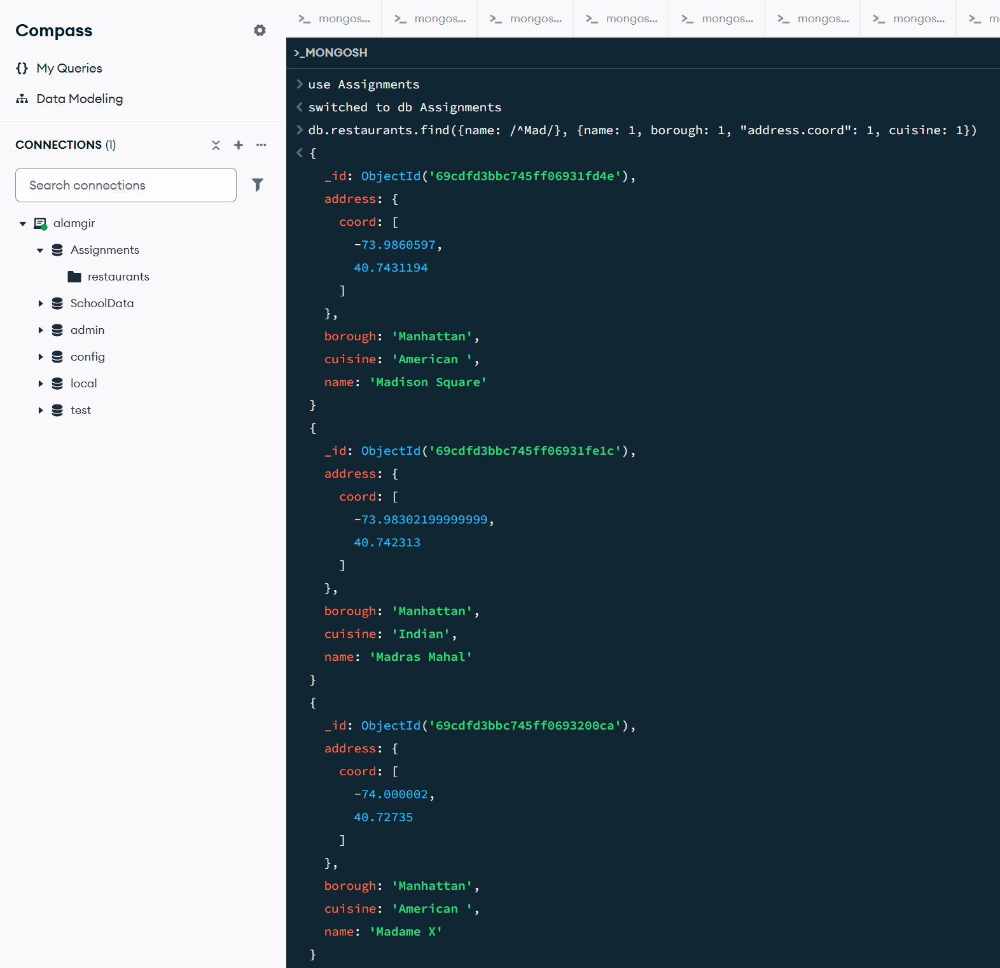 Compass
My Queries
Data Modeling
CONNECTIONS (1)
Search connections
alamgir
Assignments
restaurants
SchoolData
admin
config
local
test
>_ mongos... >_ mongos... >_ mongos... >_ mongos... >_ mongos... >_ mongos... >_ mongos... >_ m
>_MONGOSH
> use Assignments
< switched to db Assignments
> db.restaurants.find({name: /^Mad/}, {name: 1, borough: 1, "address.coord": 1, cuisine: 1})
< {
_id: ObjectId('69cdfd3bbc745ff06931fd4e'),
address: {
coord: [
-73.9860597,
40.7431194
]
},
borough: 'Manhattan',
cuisine: 'American ',
name: 'Madison Square'
}
{
_id: ObjectId('69cdfd3bbc745ff06931fe1c'),
address: {
coord: [
-73.98302199999999,
40.742313
]
},
borough: 'Manhattan',
cuisine: 'Indian',
name: 'Madras Mahal'
}
{
_id: ObjectId('69cdfd3bbc745ff0693200ca'),
address: {
coord: [
-74.000002,
40.72735
]
},
borough: 'Manhattan',
cuisine: 'American ',
name: 'Madame X'
}